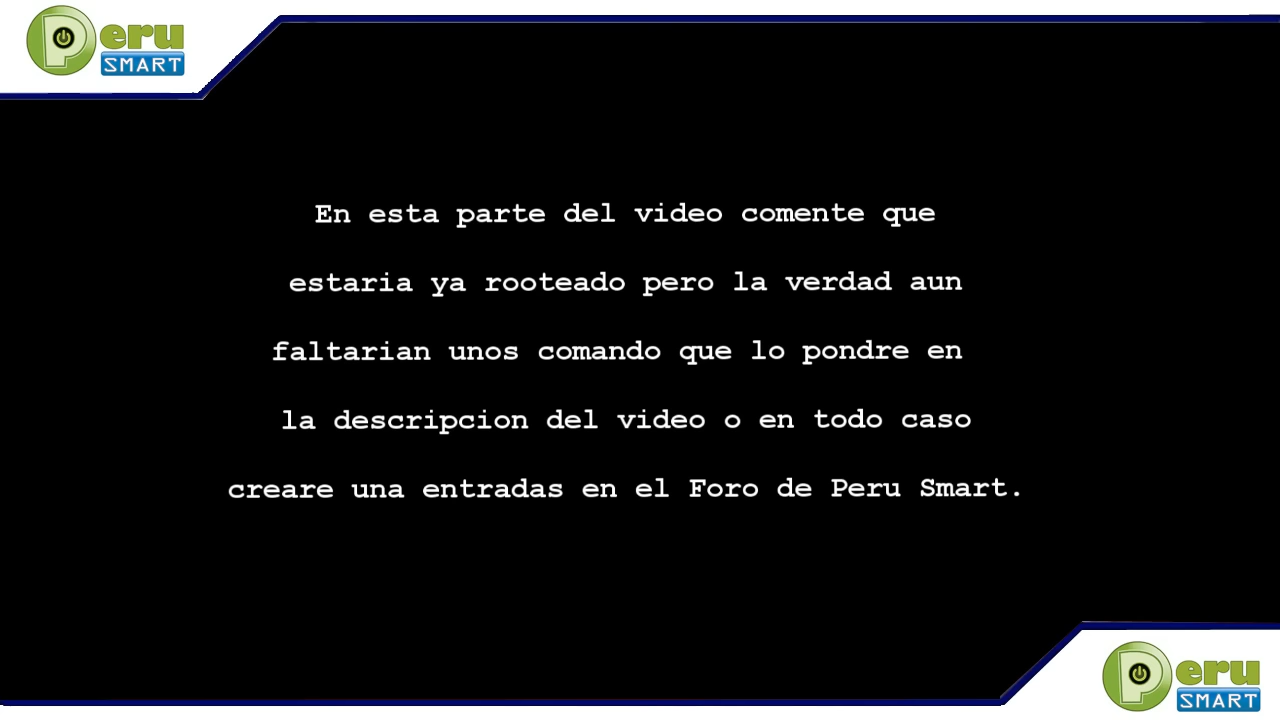 Peru
SMART
En esta parte del video comente que
estaria ya rooteado pero la verdad aun
faltarian unos comando que lo pondre en
la descripcion del video o en todo caso
creare una entradas en el Foro de Peru Smart.
Peru
SMART